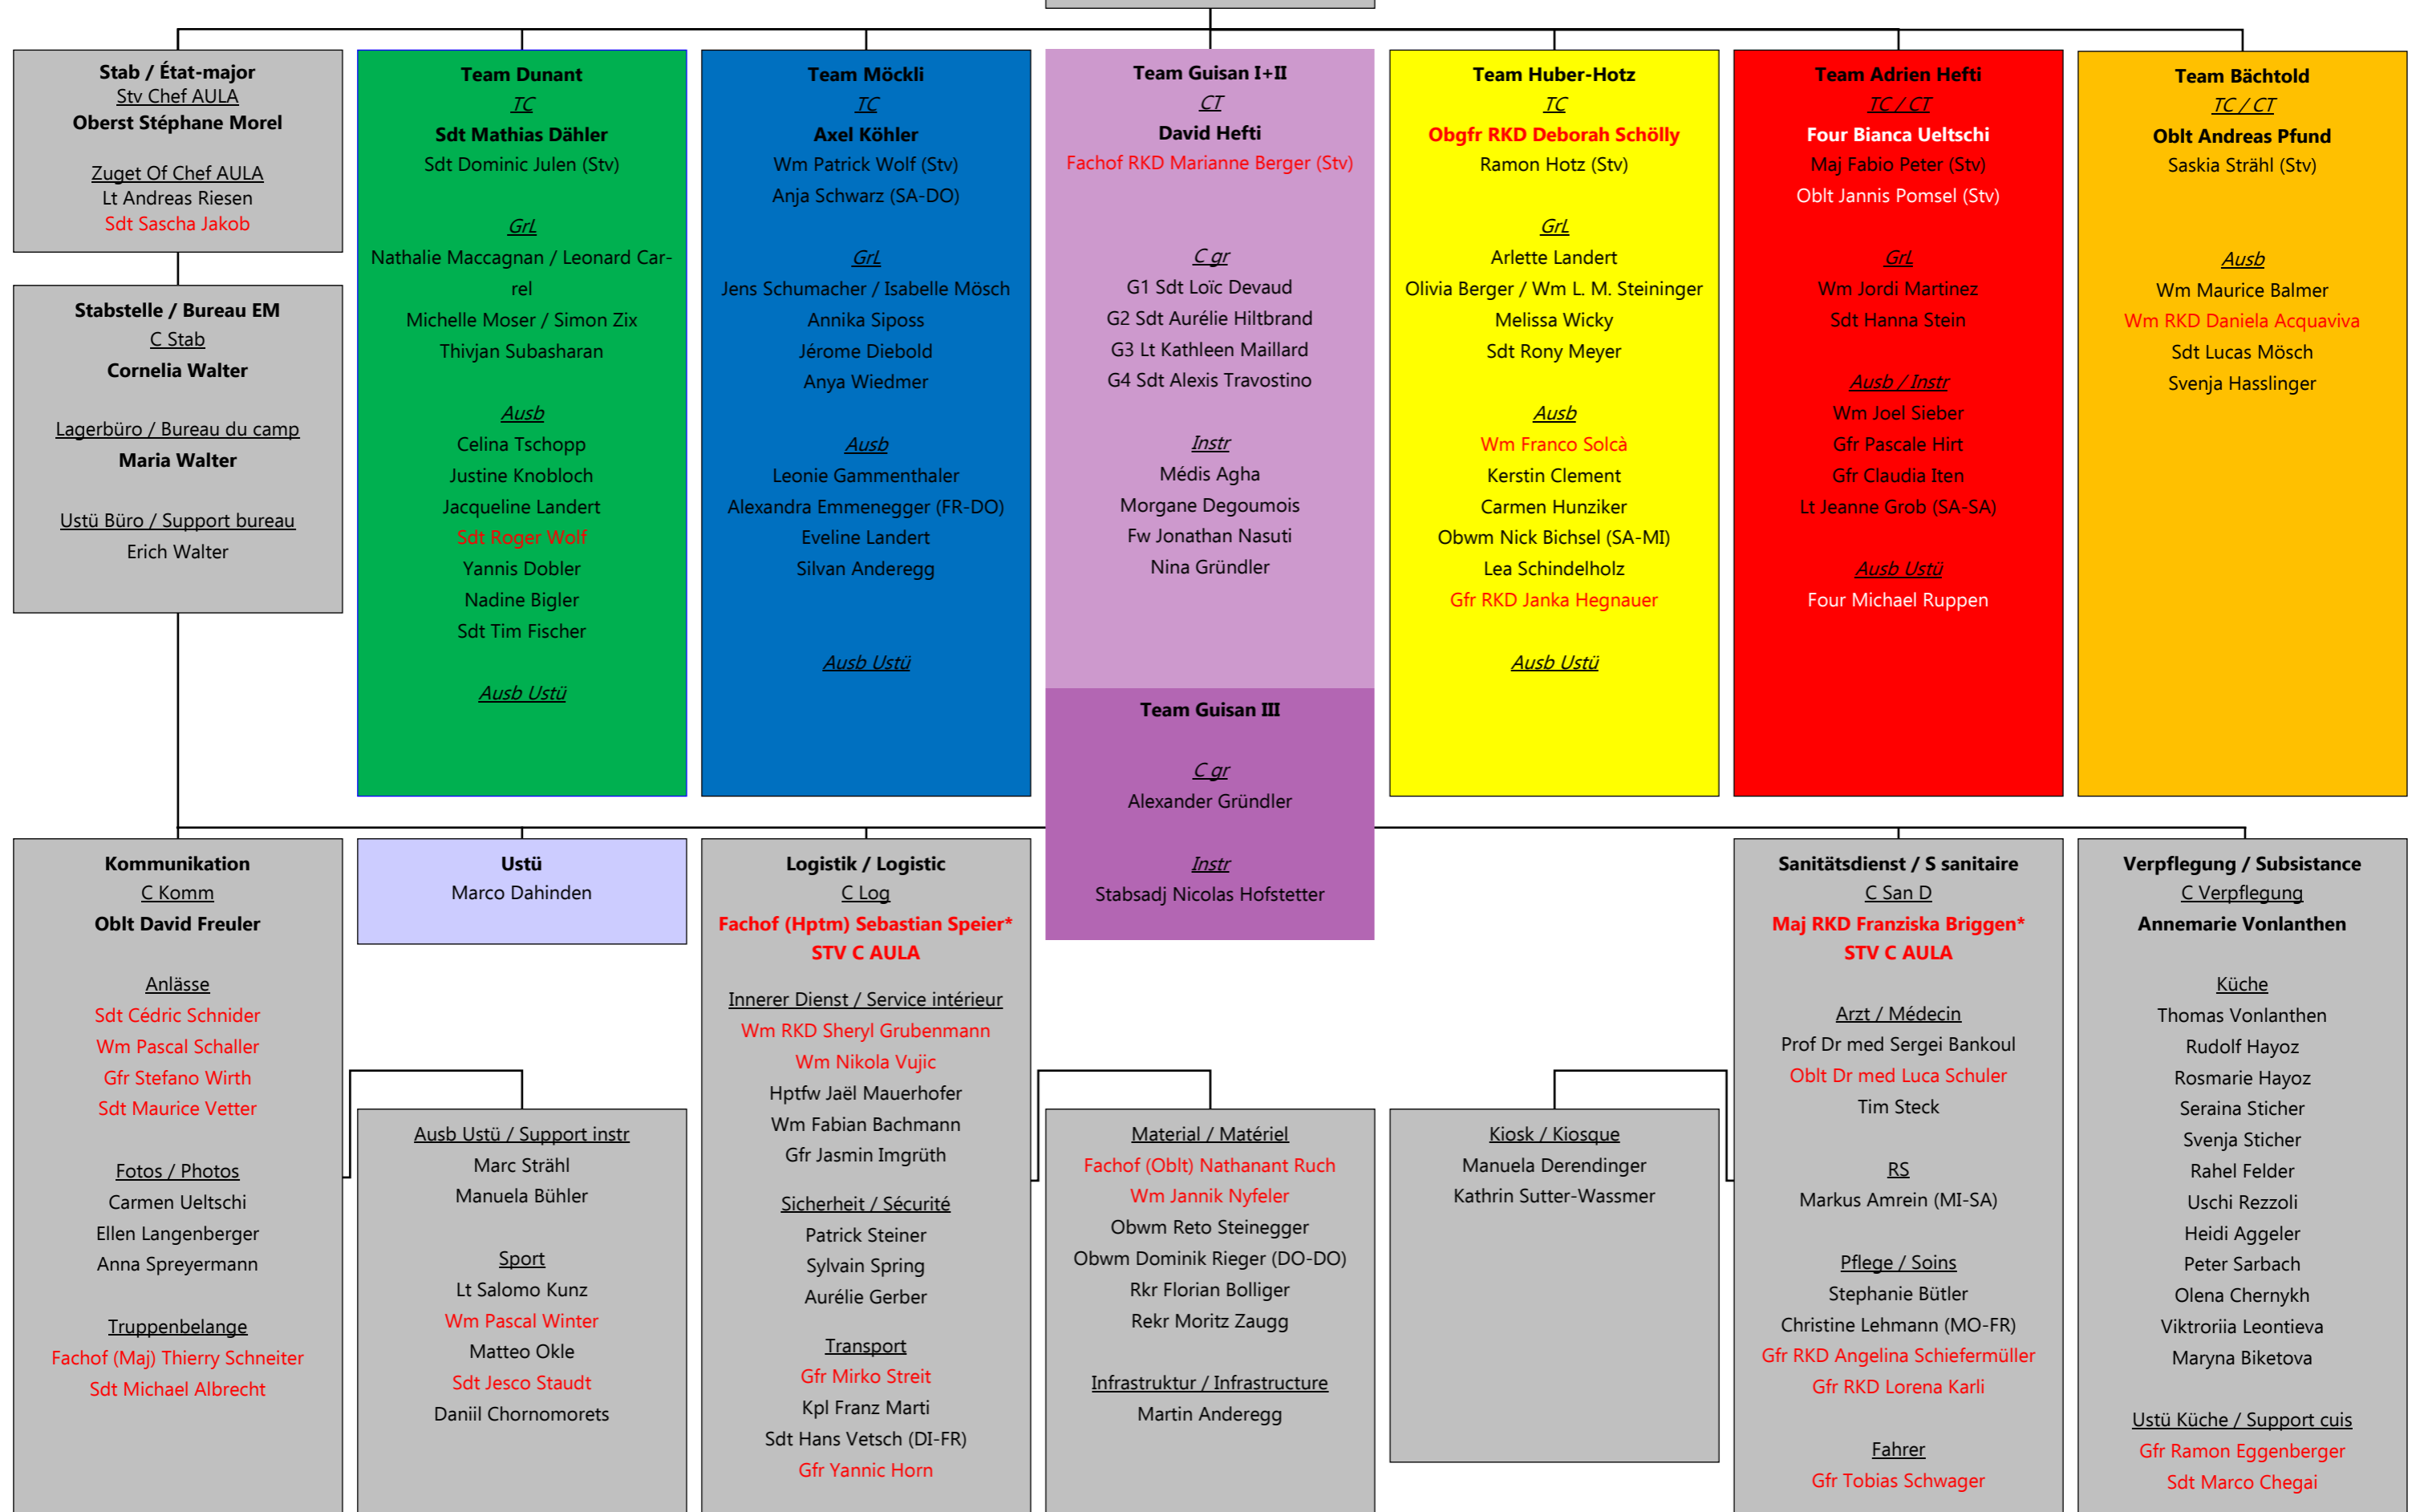 Stab / État-major
Stv Chef AULA
Oberst Stéphane Morel
Zuget Of Chef AULA
Lt Andreas Riesen
Sdt Sascha Jakob
Stabstelle / Bureau EM
C Stab
Cornelia Walter
Lagerbüro / Bureau du camp
Maria Walter
Ustü Büro / Support bureau
Erich Walter
Team Dunant
TC
Sdt Mathias Dähler
Sdt Dominic Julen (Stv)
GrL
Nathalie Maccagnan / Leonard Car-
rel
Michelle Moser / Simon Zix
Thivjan Subasharan
Ausb
Celina Tschopp
Justine Knobloch
Jacqueline Landert
Sdt Roger Wolf
Yannis Dobler
Nadine Bigler
Sdt Tim Fischer
Ausb Ustü
Team Möckli
TC
Axel Köhler
Wm Patrick Wolf (Stv)
Anja Schwarz (SA-DO)
GrL
Jens Schumacher / Isabelle Mösch
Annika Siposs
Jérome Diebold
Anya Wiedmer
Ausb
Leonie Gammenthaler
Alexandra Emmenegger (FR-DO)
Eveline Landert
Silvan Anderegg
Ausb Ustü
Team Guisan I+II
CT
David Hefti
Fachof RKD Marianne Berger (Stv)
C gr
G1 Sdt Loïc Devaud
G2 Sdt Aurélie Hiltbrand
G3 Lt Kathleen Maillard
G4 Sdt Alexis Travostino
Instr
Médis Agha
Morgane Degoumois
Fw Jonathan Nasuti
Nina Gründler
Team Guisan III
C gr
Alexander Gründler
Instr
Stabsadj Nicolas Hofstetter
Team Huber-Hotz
TC
Obgfr RKD Deborah Schölly
Ramon Hotz (Stv)
GrL
Arlette Landert
Olivia Berger / Wm L. M. Steininger
Melissa Wicky
Sdt Rony Meyer
Ausb
Wm Franco Solcà
Kerstin Clement
Carmen Hunziker
Obwm Nick Bichsel (SA-MI)
Lea Schindelholz
Gfr RKD Janka Hegnauer
Ausb Ustü
Team Adrien Hefti
TC / CT
Four Bianca Ueltschi
Maj Fabio Peter (Stv)
Oblt Jannis Pomsel (Stv)
GrL
Wm Jordi Martinez
Sdt Hanna Stein
Ausb / Instr
Wm Joel Sieber
Gfr Pascale Hirt
Gfr Claudia Iten
Lt Jeanne Grob (SA-SA)
Ausb Ustü
Four Michael Ruppen
Team Bächtold
TC / CT
Oblt Andreas Pfund
Saskia Strähl (Stv)
Ausb
Wm Maurice Balmer
Wm RKD Daniela Acquaviva
Sdt Lucas Mösch
Svenja Hasslinger
Kommunikation
C Komm
Oblt David Freuler
Anlässe
Sdt Cédric Schnider
Wm Pascal Schaller
Gfr Stefano Wirth
Sdt Maurice Vetter
Fotos / Photos
Carmen Ueltschi
Ellen Langenberger
Anna Spreyermann
Truppenbelange
Fachof (Maj) Thierry Schneiter
Sdt Michael Albrecht
Ustü
Marco Dahinden
Ausb Ustü / Support instr
Marc Strähl
Manuela Bühler
Sport
Lt Salomo Kunz
Wm Pascal Winter
Matteo Okle
Sdt Jesco Staudt
Daniil Chornomorets
Logistik / Logistic
C Log
Fachof (Hptm) Sebastian Speier*
STV C AULA
Innerer Dienst / Service intérieur
Wm RKD Sheryl Grubenmann
Wm Nikola Vujic
Hptfw Jaël Mauerhofer
Wm Fabian Bachmann
Gfr Jasmin Imgrüth
Sicherheit / Sécurité
Patrick Steiner
Sylvain Spring
Aurélie Gerber
Transport
Gfr Mirko Streit
Kpl Franz Marti
Sdt Hans Vetsch (DI-FR)
Gfr Yannic Horn
Material / Matériel
Fachof (Oblt) Nathanant Ruch
Wm Jannik Nyfeler
Obwm Reto Steinegger
Obwm Dominik Rieger (DO-DO)
Rkr Florian Bolliger
Rekr Moritz Zaugg
Infrastruktur / Infrastructure
Martin Anderegg
Kiosk / Kiosque
Manuela Derendinger
Kathrin Sutter-Wassmer
Sanitätsdienst / S sanitaire
C San D
Maj RKD Franziska Briggen*
STV C AULA
Arzt / Médecin
Prof Dr med Sergei Bankoul
Oblt Dr med Luca Schuler
Tim Steck
RS
Markus Amrein (MI-SA)
Pflege / Soins
Stephanie Bütler
Christine Lehmann (MO-FR)
Gfr RKD Angelina Schiefermüller
Gfr RKD Lorena Karli
Fahrer
Gfr Tobias Schwager
Verpflegung / Subsistance
C Verpflegung
Annemarie Vonlanthen
Küche
Thomas Vonlanthen
Rudolf Hayoz
Rosmarie Hayoz
Seraina Sticher
Svenja Sticher
Rahel Felder
Uschi Rezzoli
Heidi Aggeler
Peter Sarbach
Olena Chernykh
Viktroriia Leontieva
Maryna Biketova
Ustü Küche / Support cuis
Gfr Ramon Eggenberger
Sdt Marco Chegai